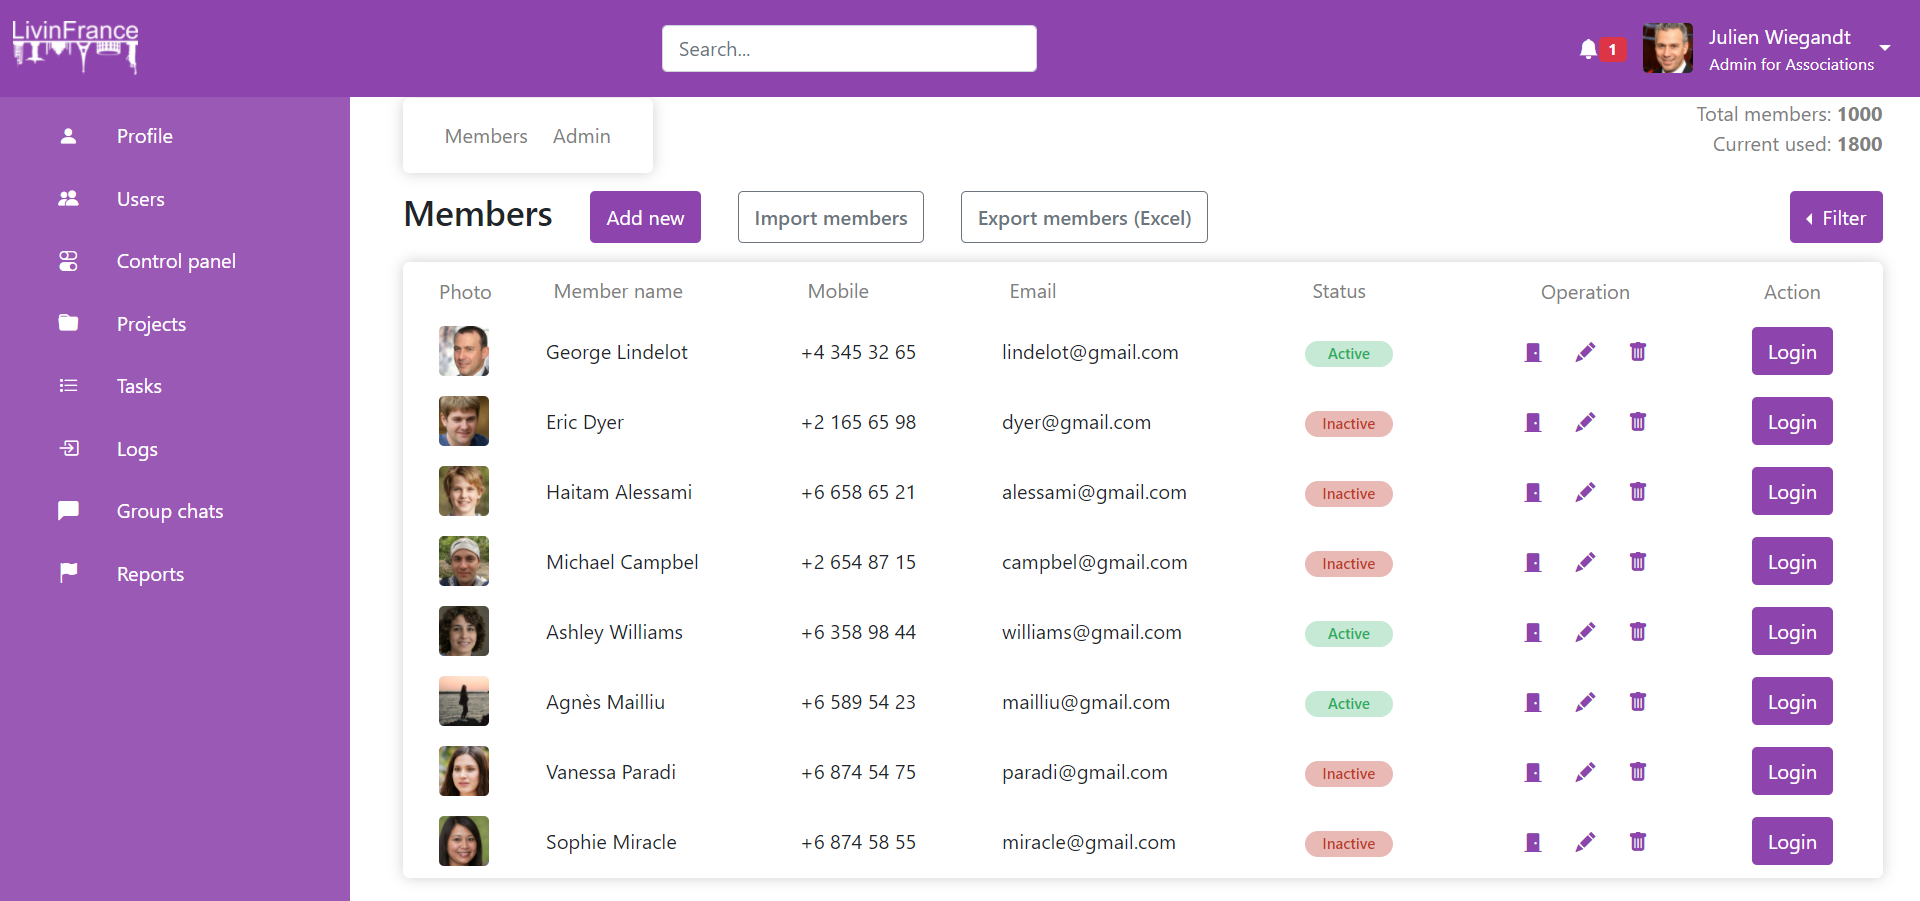 LivinFrance
Search...
1
Julien Wiegandt
Admin for Associations
Profile
Users
Control panel
Projects
Tasks
Logs
Group chats
Reports
Members Admin
Total members: 1000
Current used: 1800
Members Add new Import members Export members (Excel) Filter
Photo Member name Mobile Email Status Operation Action
George Lindelot +4 345 32 65 lindelot@gmail.com Active Login
Eric Dyer +2 165 65 98 dyer@gmail.com Inactive Login
Haitam Alessami +6 658 65 21 alessami@gmail.com Inactive Login
Michael Campbel +2 654 87 15 campbel@gmail.com Inactive Login
Ashley Williams +6 358 98 44 williams@gmail.com Active Login
Agnès Mailliu +6 589 54 23 mailliu@gmail.com Active Login
Vanessa Paradi +6 874 54 75 paradi@gmail.com Inactive Login
Sophie Miracle +6 874 58 55 miracle@gmail.com Inactive Login